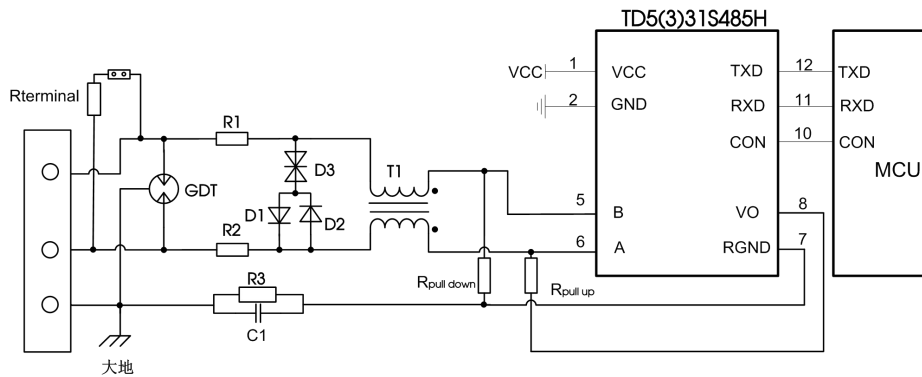 TD5(3)31S485H
VCC 1 VCC TXD 12 TXD
2 GND RXD 11 RXD
CON 10 CON
MCU
Rterminal
R1
D3
T1
GDT
D1 D2
R2
5 B VO 8
6 A RGND 7
R3
Rpull down
Rpull up
C1
大地